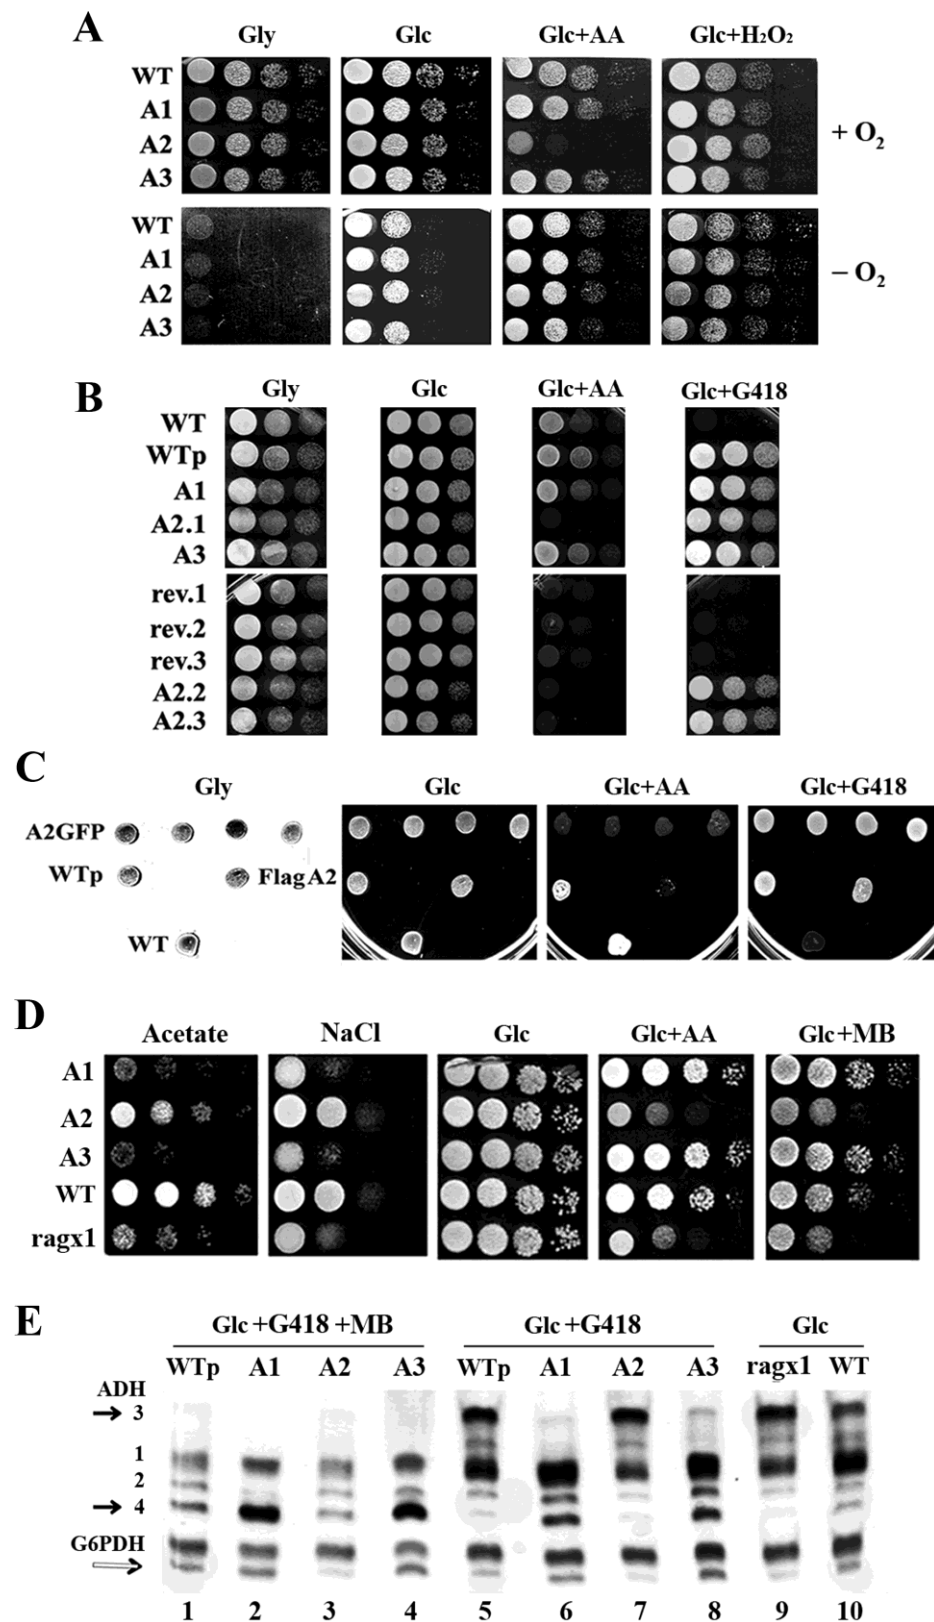 A
Gly Glc Glc+AA Glc+H₂O₂
WT
A1
A2
A3
+ O₂
WT
A1
A2
A3
− O₂
B
Gly Glc Glc+AA Glc+G418
WT
WTp
A1
A2.1
A3
rev.1
rev.2
rev.3
A2.2
A2.3
C
Gly Glc Glc+AA Glc+G418
A2GFP
WTp FlagA2
WT
D
Acetate NaCl Glc Glc+AA Glc+MB
A1
A2
A3
WT
ragx1
E
Glc +G418 +MB Glc +G418 Glc
WTp A1 A2 A3 WTp A1 A2 A3 ragx1 WT
ADH
→ 3
1
2
→ 4
G6PDH
1 2 3 4 5 6 7 8 9 10